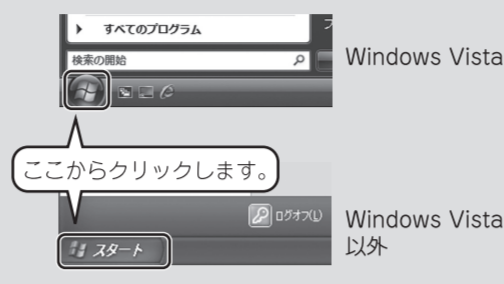 すべてのプログラム
検索の開始
Windows Vista
ここからクリックします。
ログオフ(L)
Windows Vista
以外
スタート